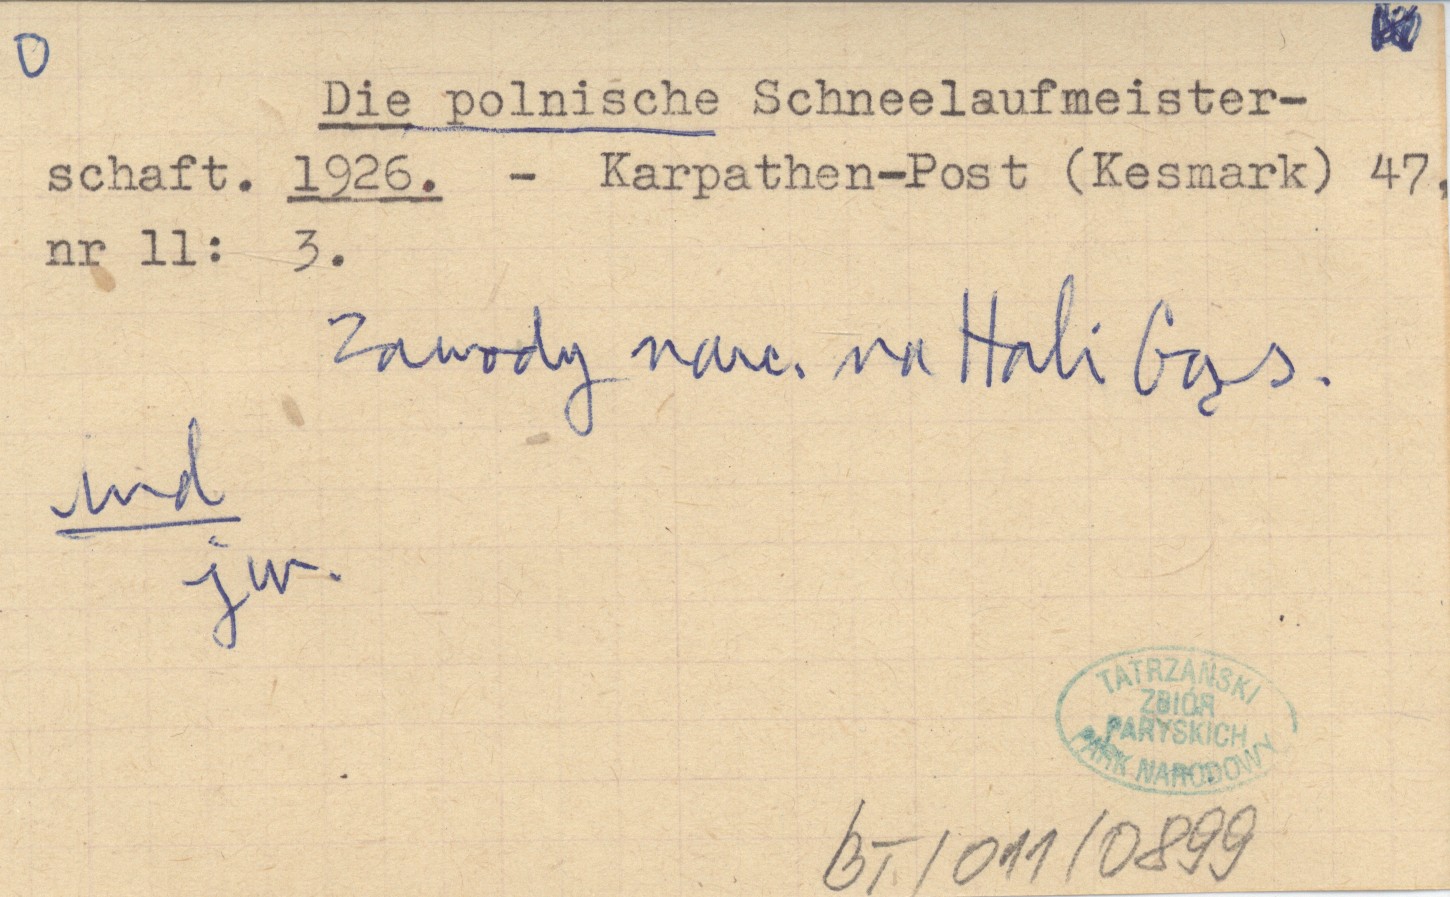 O
Die polnische Schneelaufmeister-
schaft. 1926. - Karpathen-Post (Kesmark) 47,
nr 11: 3.
Zawody narc. na Hali Gąs.
und
jw.
TATRZAŃSKI
ZBIÓR
PARYSKICH
PARK NARODOWY
BT/011/0899